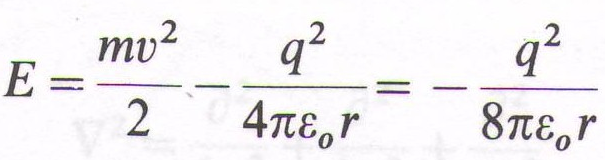 E = mv²/2 − q²/4πε₀r = − q²/8πε₀r